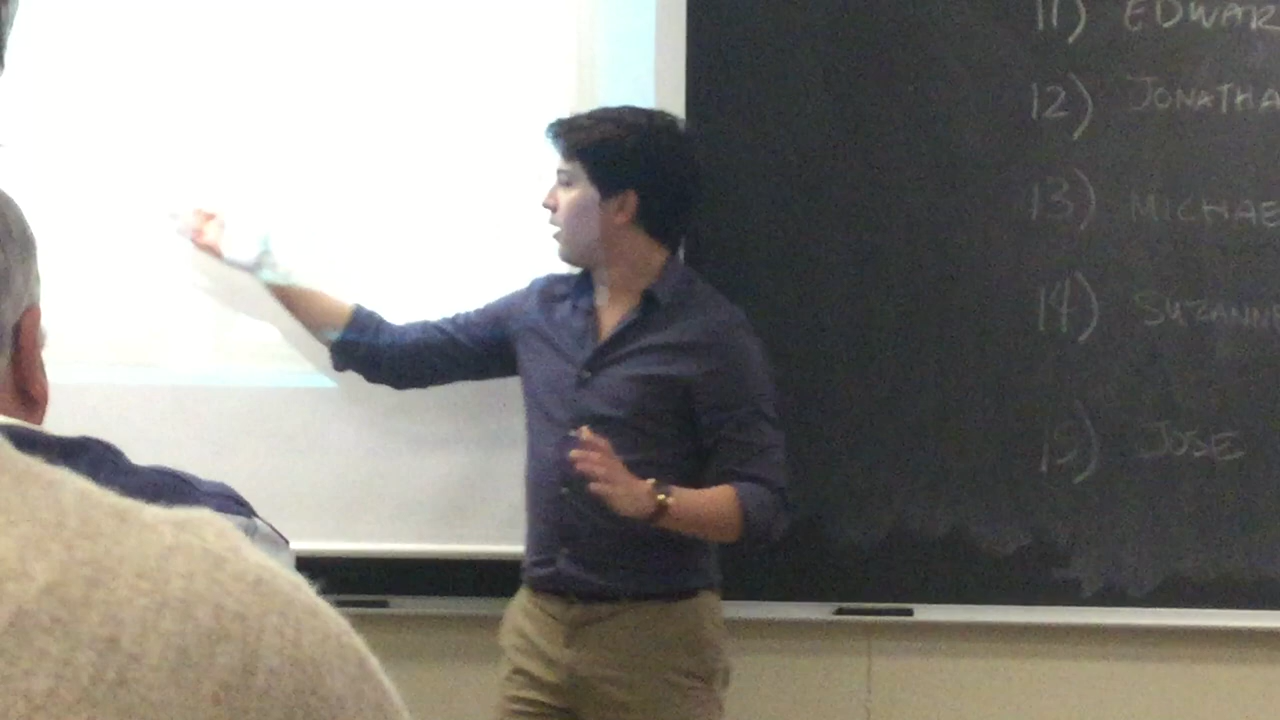 11) EDWAR
12) JONATHA
13) MICHAE
14) SUZANN
15) JOSE